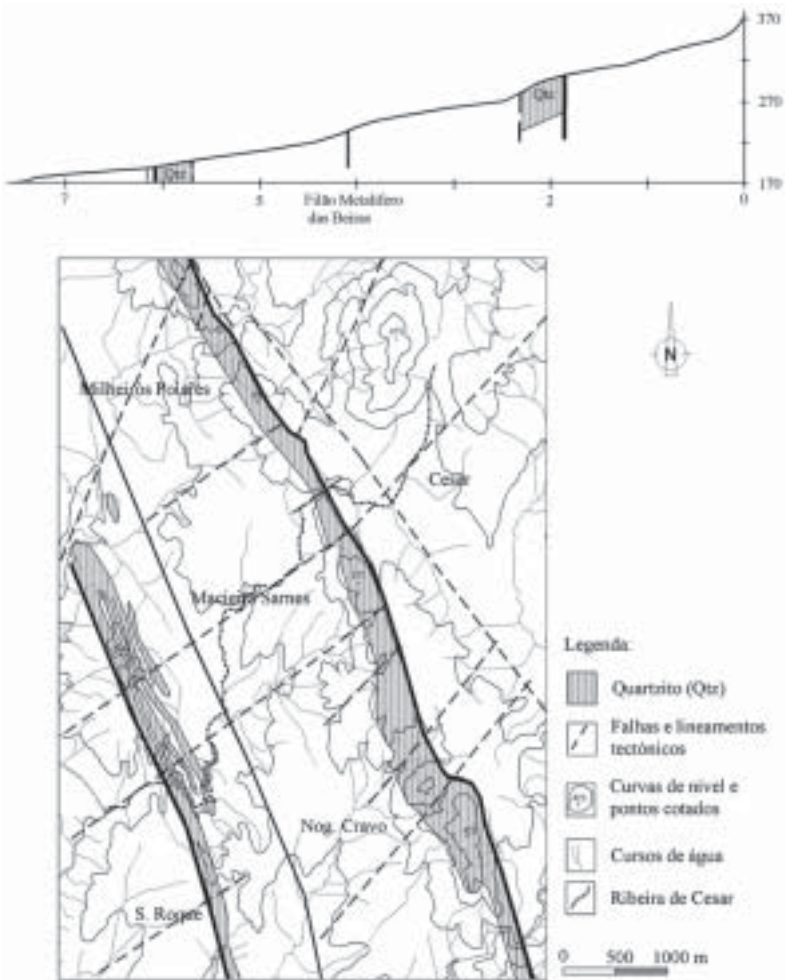 370
270
170
Qtz
Qtz
7
5
2
0
Filão Metalífero
das Beiras
N
Milheirós Poiares
Cesar
Macieira Sarnes
Nog. Cravo
S. Roque
Legenda:
Quartzito (Qtz)
Falhas e lineamentos
tectónicos
Curvas de nível e
pontos cotados
Cursos de água
Ribeira de Cesar
0 500 1000 m